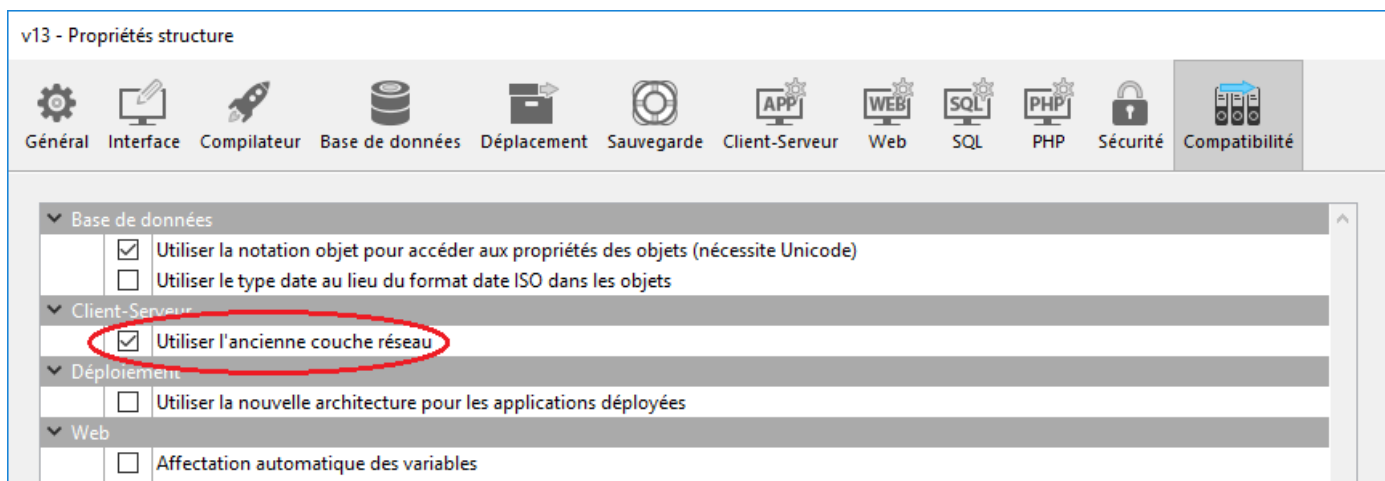 v13 - Propriétés structure
Général Interface Compilateur Base de données Déplacement Sauvegarde Client-Serveur Web SQL PHP Sécurité Compatibilité
APP WEB SQL PHP
Base de données
Utiliser la notation objet pour accéder aux propriétés des objets (nécessite Unicode)
Utiliser le type date au lieu du format date ISO dans les objets
Client-Serveur
Utiliser l'ancienne couche réseau
Déploiement
Utiliser la nouvelle architecture pour les applications déployées
Web
Affectation automatique des variables